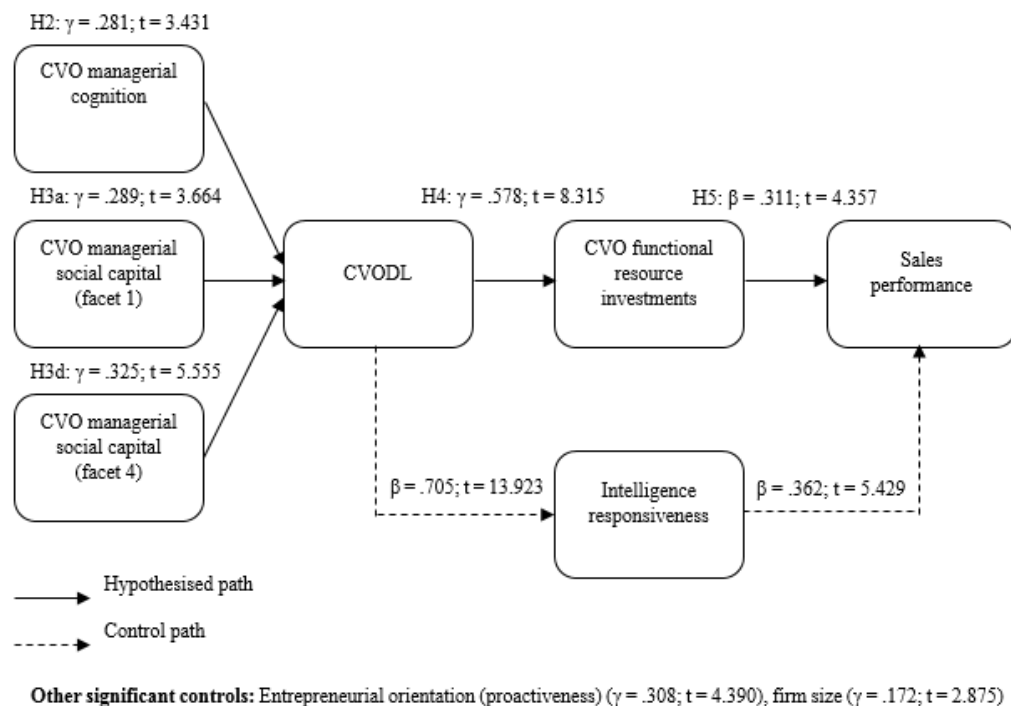 H2: γ = .281; t = 3.431
CVO managerial
cognition
H3a: γ = .289; t = 3.664
CVO managerial
social capital
(facet 1)
H3d: γ = .325; t = 5.555
CVO managerial
social capital
(facet 4)
CVODL
H4: γ = .578; t = 8.315
CVO functional
resource
investments
H5: β = .311; t = 4.357
Sales
performance
β = .705; t = 13.923
Intelligence
responsiveness
β = .362; t = 5.429
Hypothesised path
Control path
Other significant controls: Entrepreneurial orientation (proactiveness) (γ = .308; t = 4.390), firm size (γ = .172; t = 2.875)